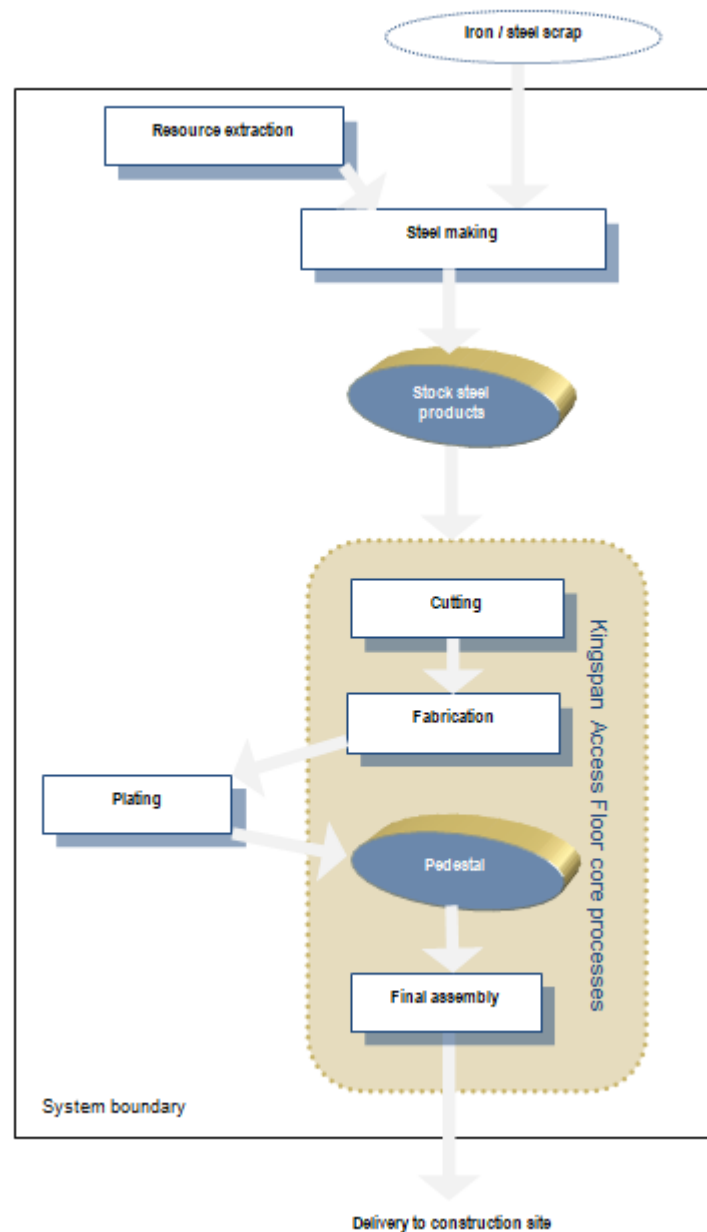 Iron / steel scrap
Resource extraction
Steel making
Stock steel
products
Cutting
Fabrication
Plating
Pedestal
Final assembly
Kingspan Access Floor core processes
System boundary
Delivery to construction site